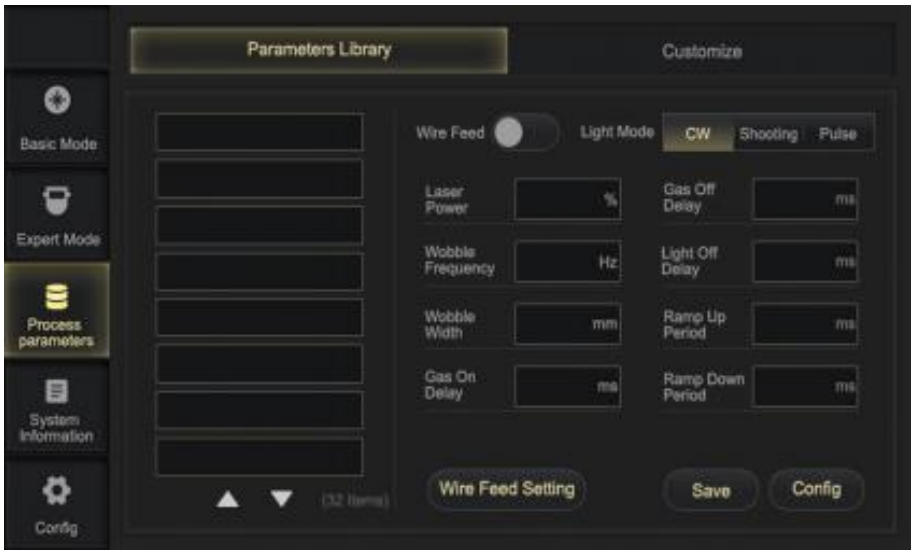 Parameters Library
Customize
Basic Mode
Expert Mode
Process
parameters
System
Information
Config
Wire Feed
Light Mode
CW
Shooting
Pulse
Laser
Power
%
Gas Off
Delay
ms
Wobble
Frequency
Hz
Light Off
Delay
ms
Wobble
Width
mm
Ramp Up
Period
ms
Gas On
Delay
ms
Ramp Down
Period
ms
(32 Items)
Wire Feed Setting
Save
Config